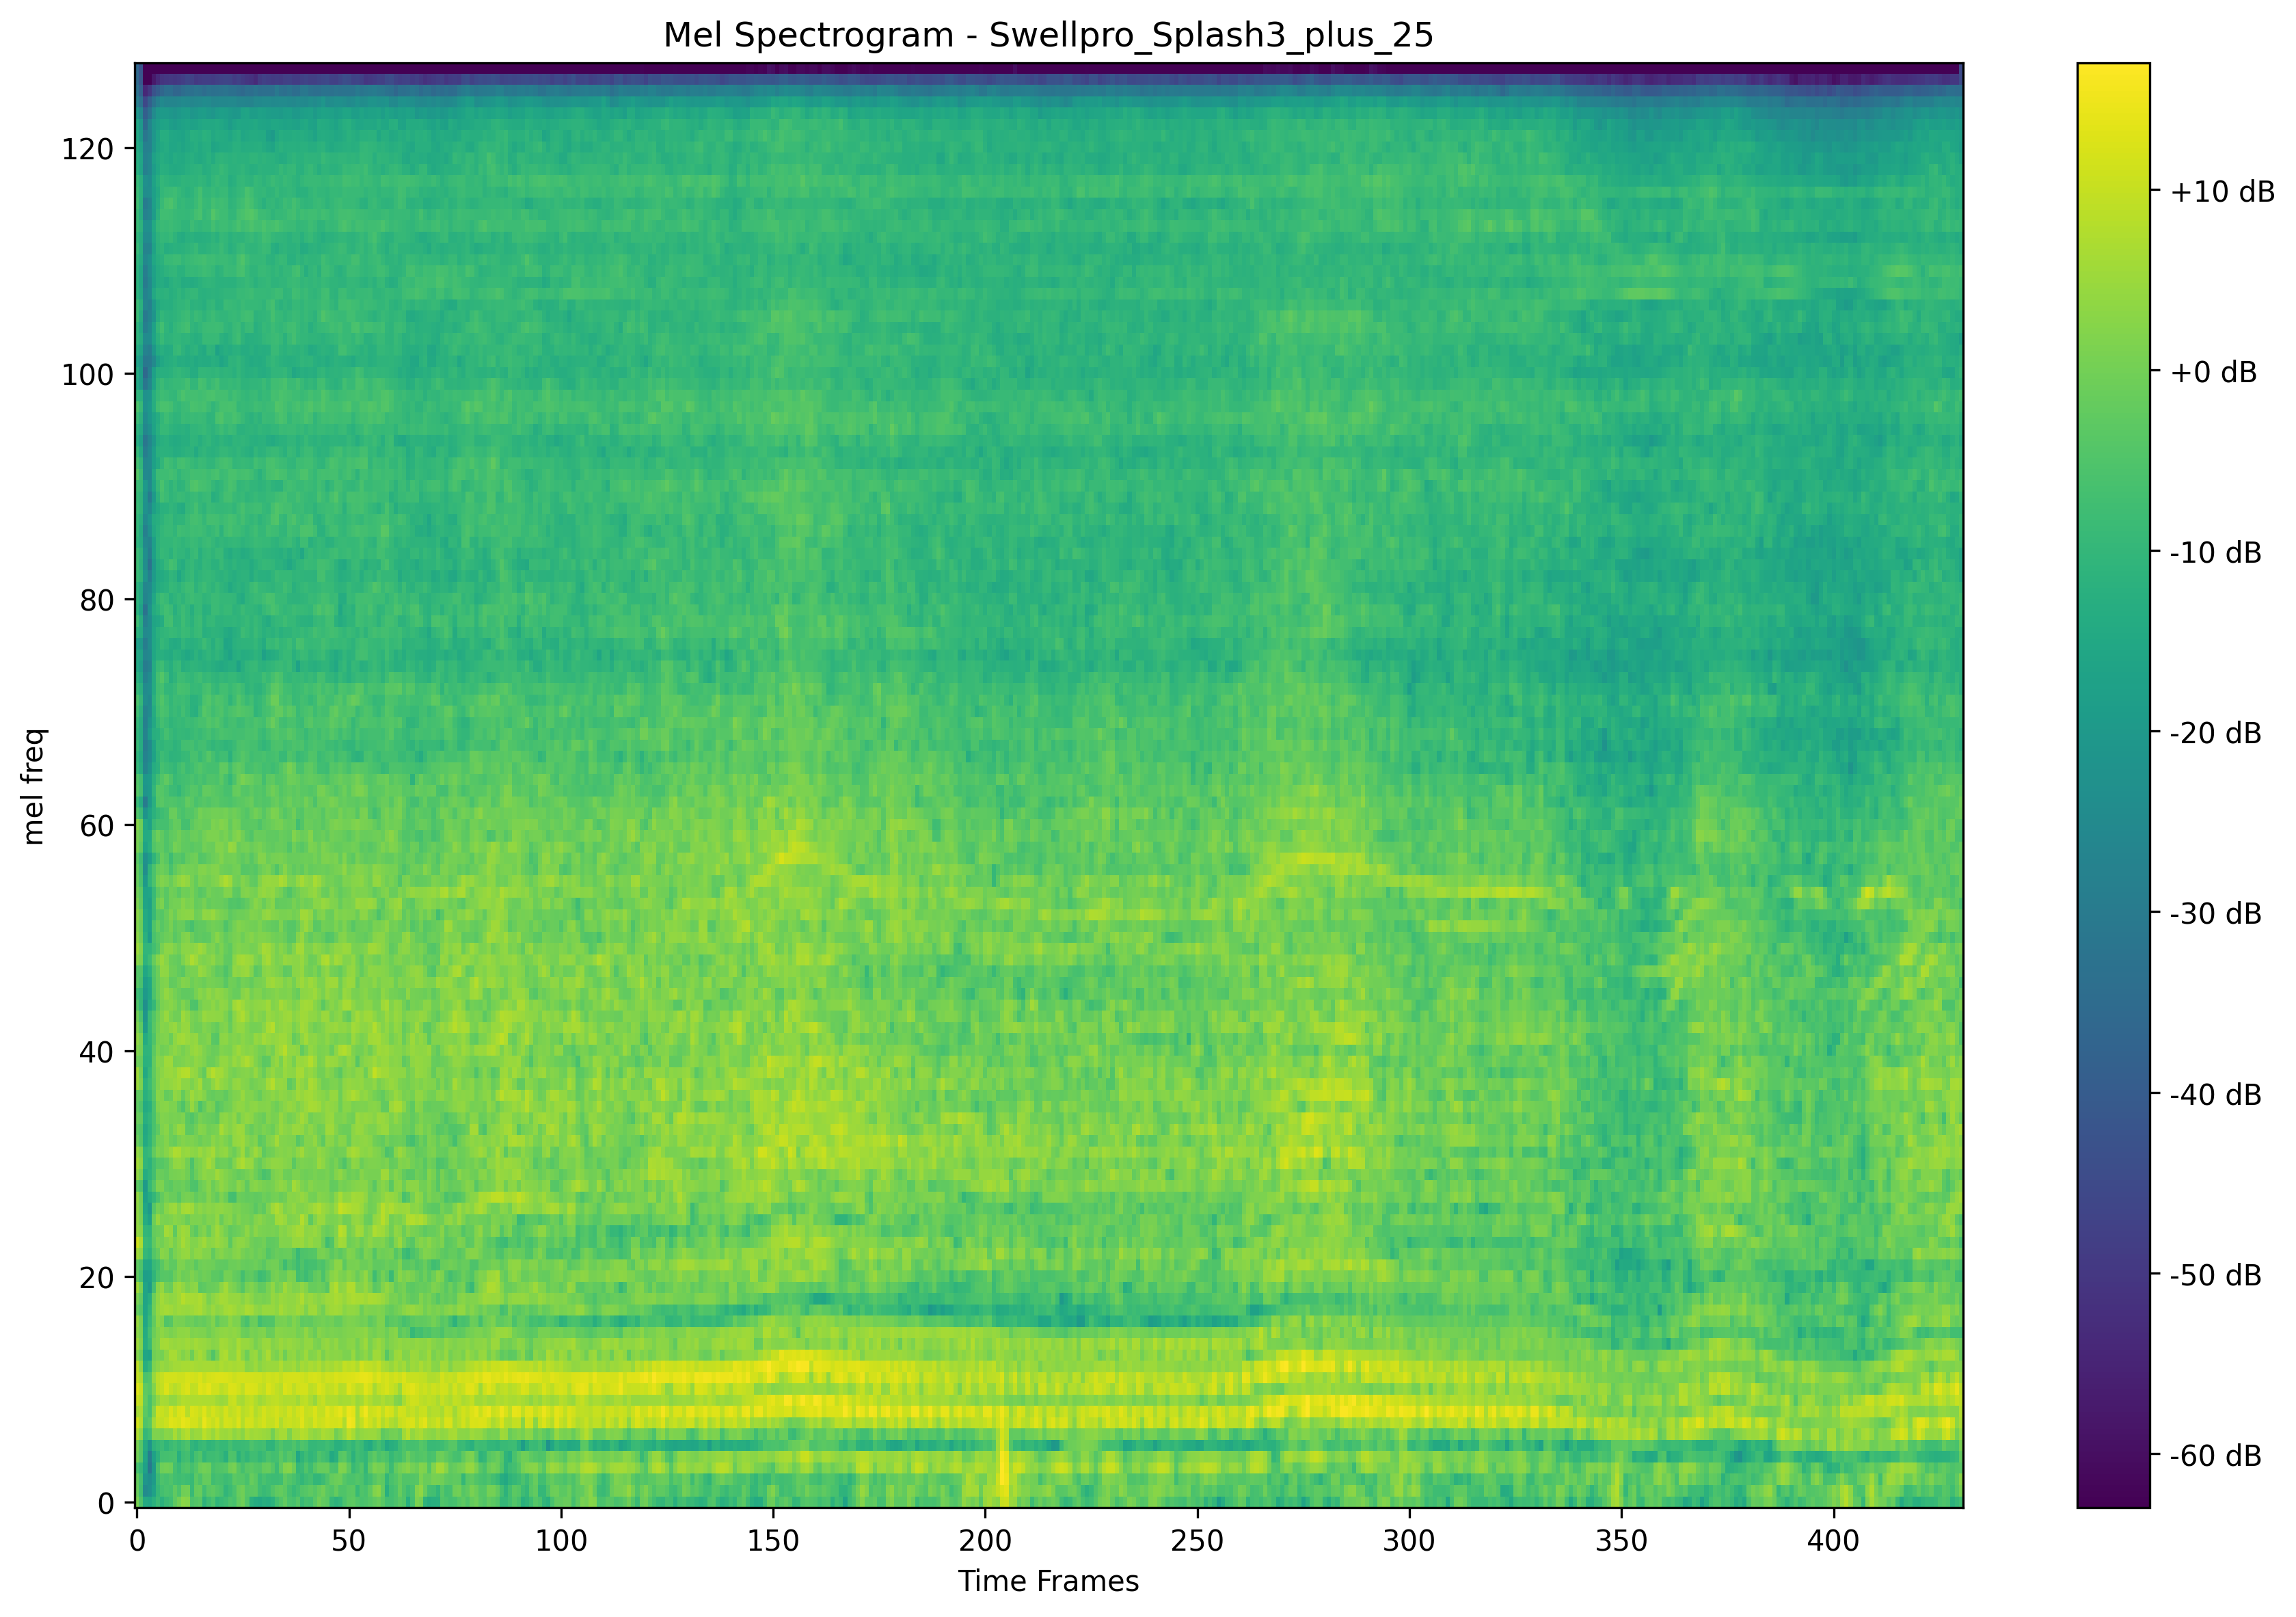 Mel Spectrogram - Swellpro_Splash3_plus_25
mel freq
120
100
80
60
40
20
0
0 50 100 150 200 250 300 350 400
Time Frames
+10 dB
+0 dB
-10 dB
-20 dB
-30 dB
-40 dB
-50 dB
-60 dB